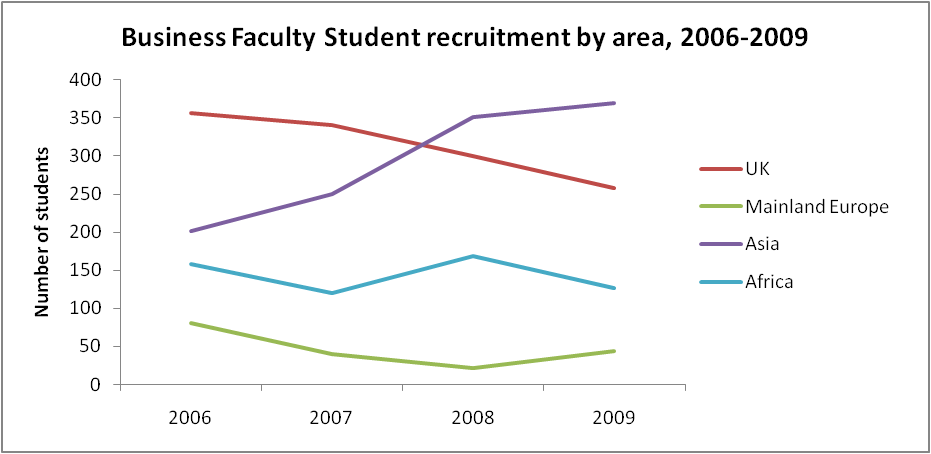 Business Faculty Student recruitment by area, 2006-2009
Number of students
400
350
300
250
200
150
100
50
0
2006 2007 2008 2009
UK
Mainland Europe
Asia
Africa